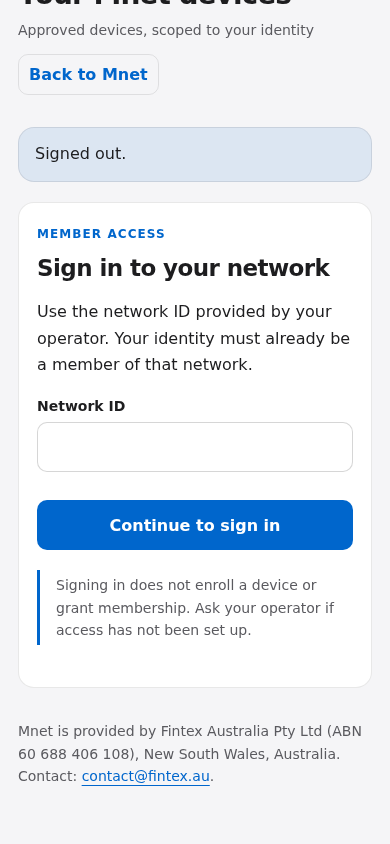 Your Mnet devices
Approved devices, scoped to your identity
Back to Mnet
Signed out.
MEMBER ACCESS
Sign in to your network
Use the network ID provided by your
operator. Your identity must already be
a member of that network.
Network ID
Continue to sign in
Signing in does not enroll a device or
grant membership. Ask your operator if
access has not been set up.
Mnet is provided by Fintex Australia Pty Ltd (ABN
60 688 406 108), New South Wales, Australia.
Contact: contact@fintex.au.